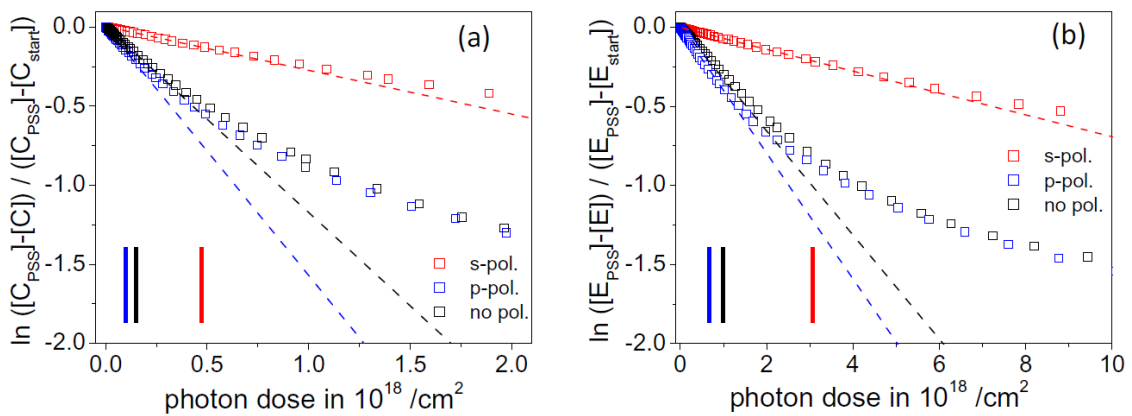 (a)
ln ([C_PSS]-[C]) / ([C_PSS]-[C_start])
0.0
-0.5
-1.0
-1.5
-2.0
s-pol.
p-pol.
no pol.
0.0 0.5 1.0 1.5 2.0
photon dose in 10^18 /cm^2
(b)
ln ([E_PSS]-[E]) / ([E_PSS]-[E_start])
0.0
-0.5
-1.0
-1.5
-2.0
s-pol.
p-pol.
no pol.
0 2 4 6 8 10
photon dose in 10^18 /cm^2